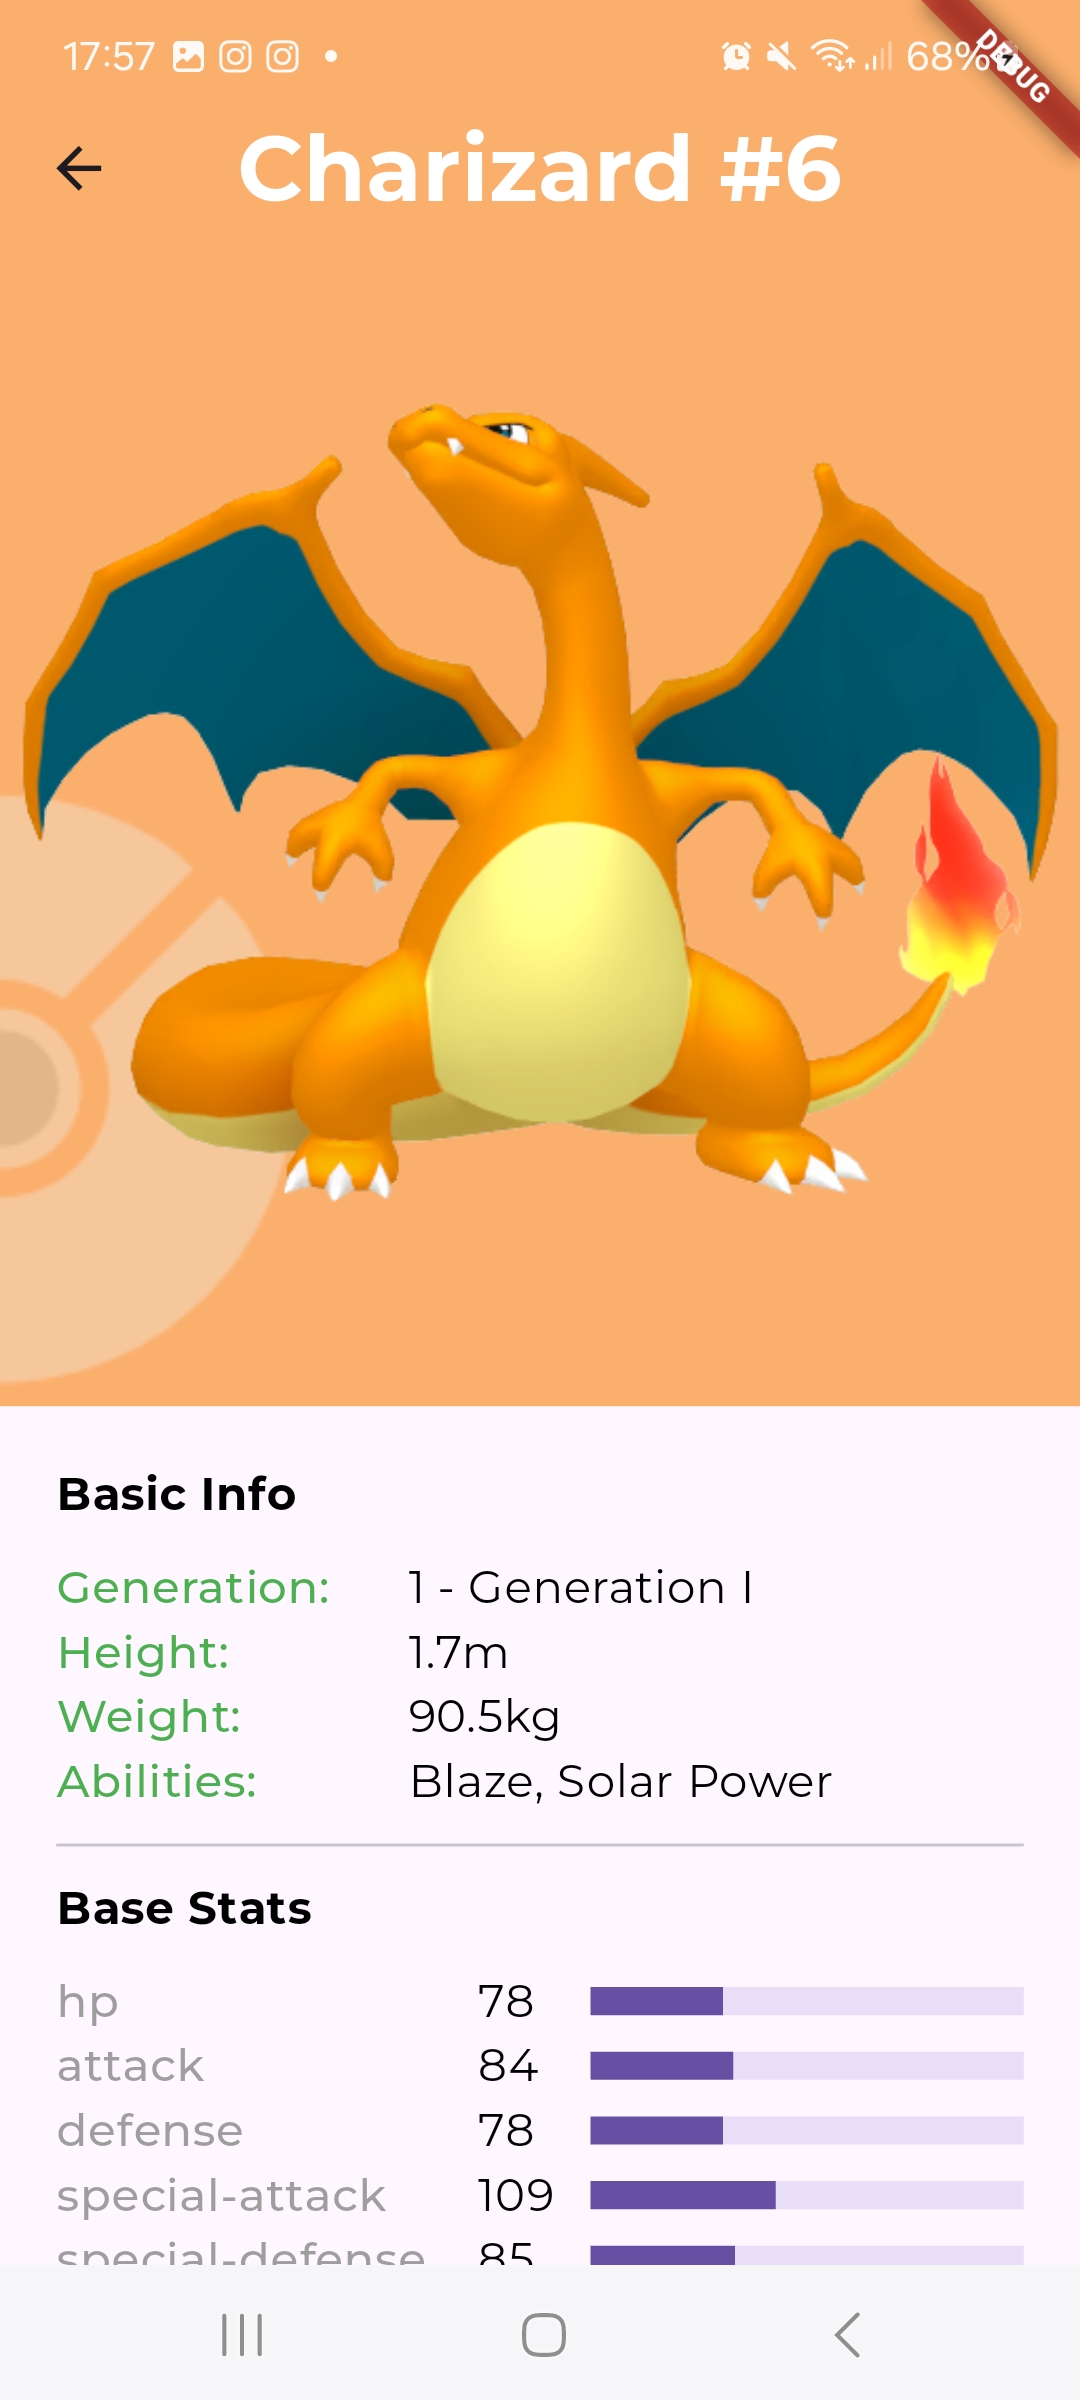 17:57 68%
DEBUG
Charizard #6
Basic Info
Generation: 1 - Generation I
Height: 1.7m
Weight: 90.5kg
Abilities: Blaze, Solar Power
Base Stats
hp 78
attack 84
defense 78
special-attack 109
special-defense 85